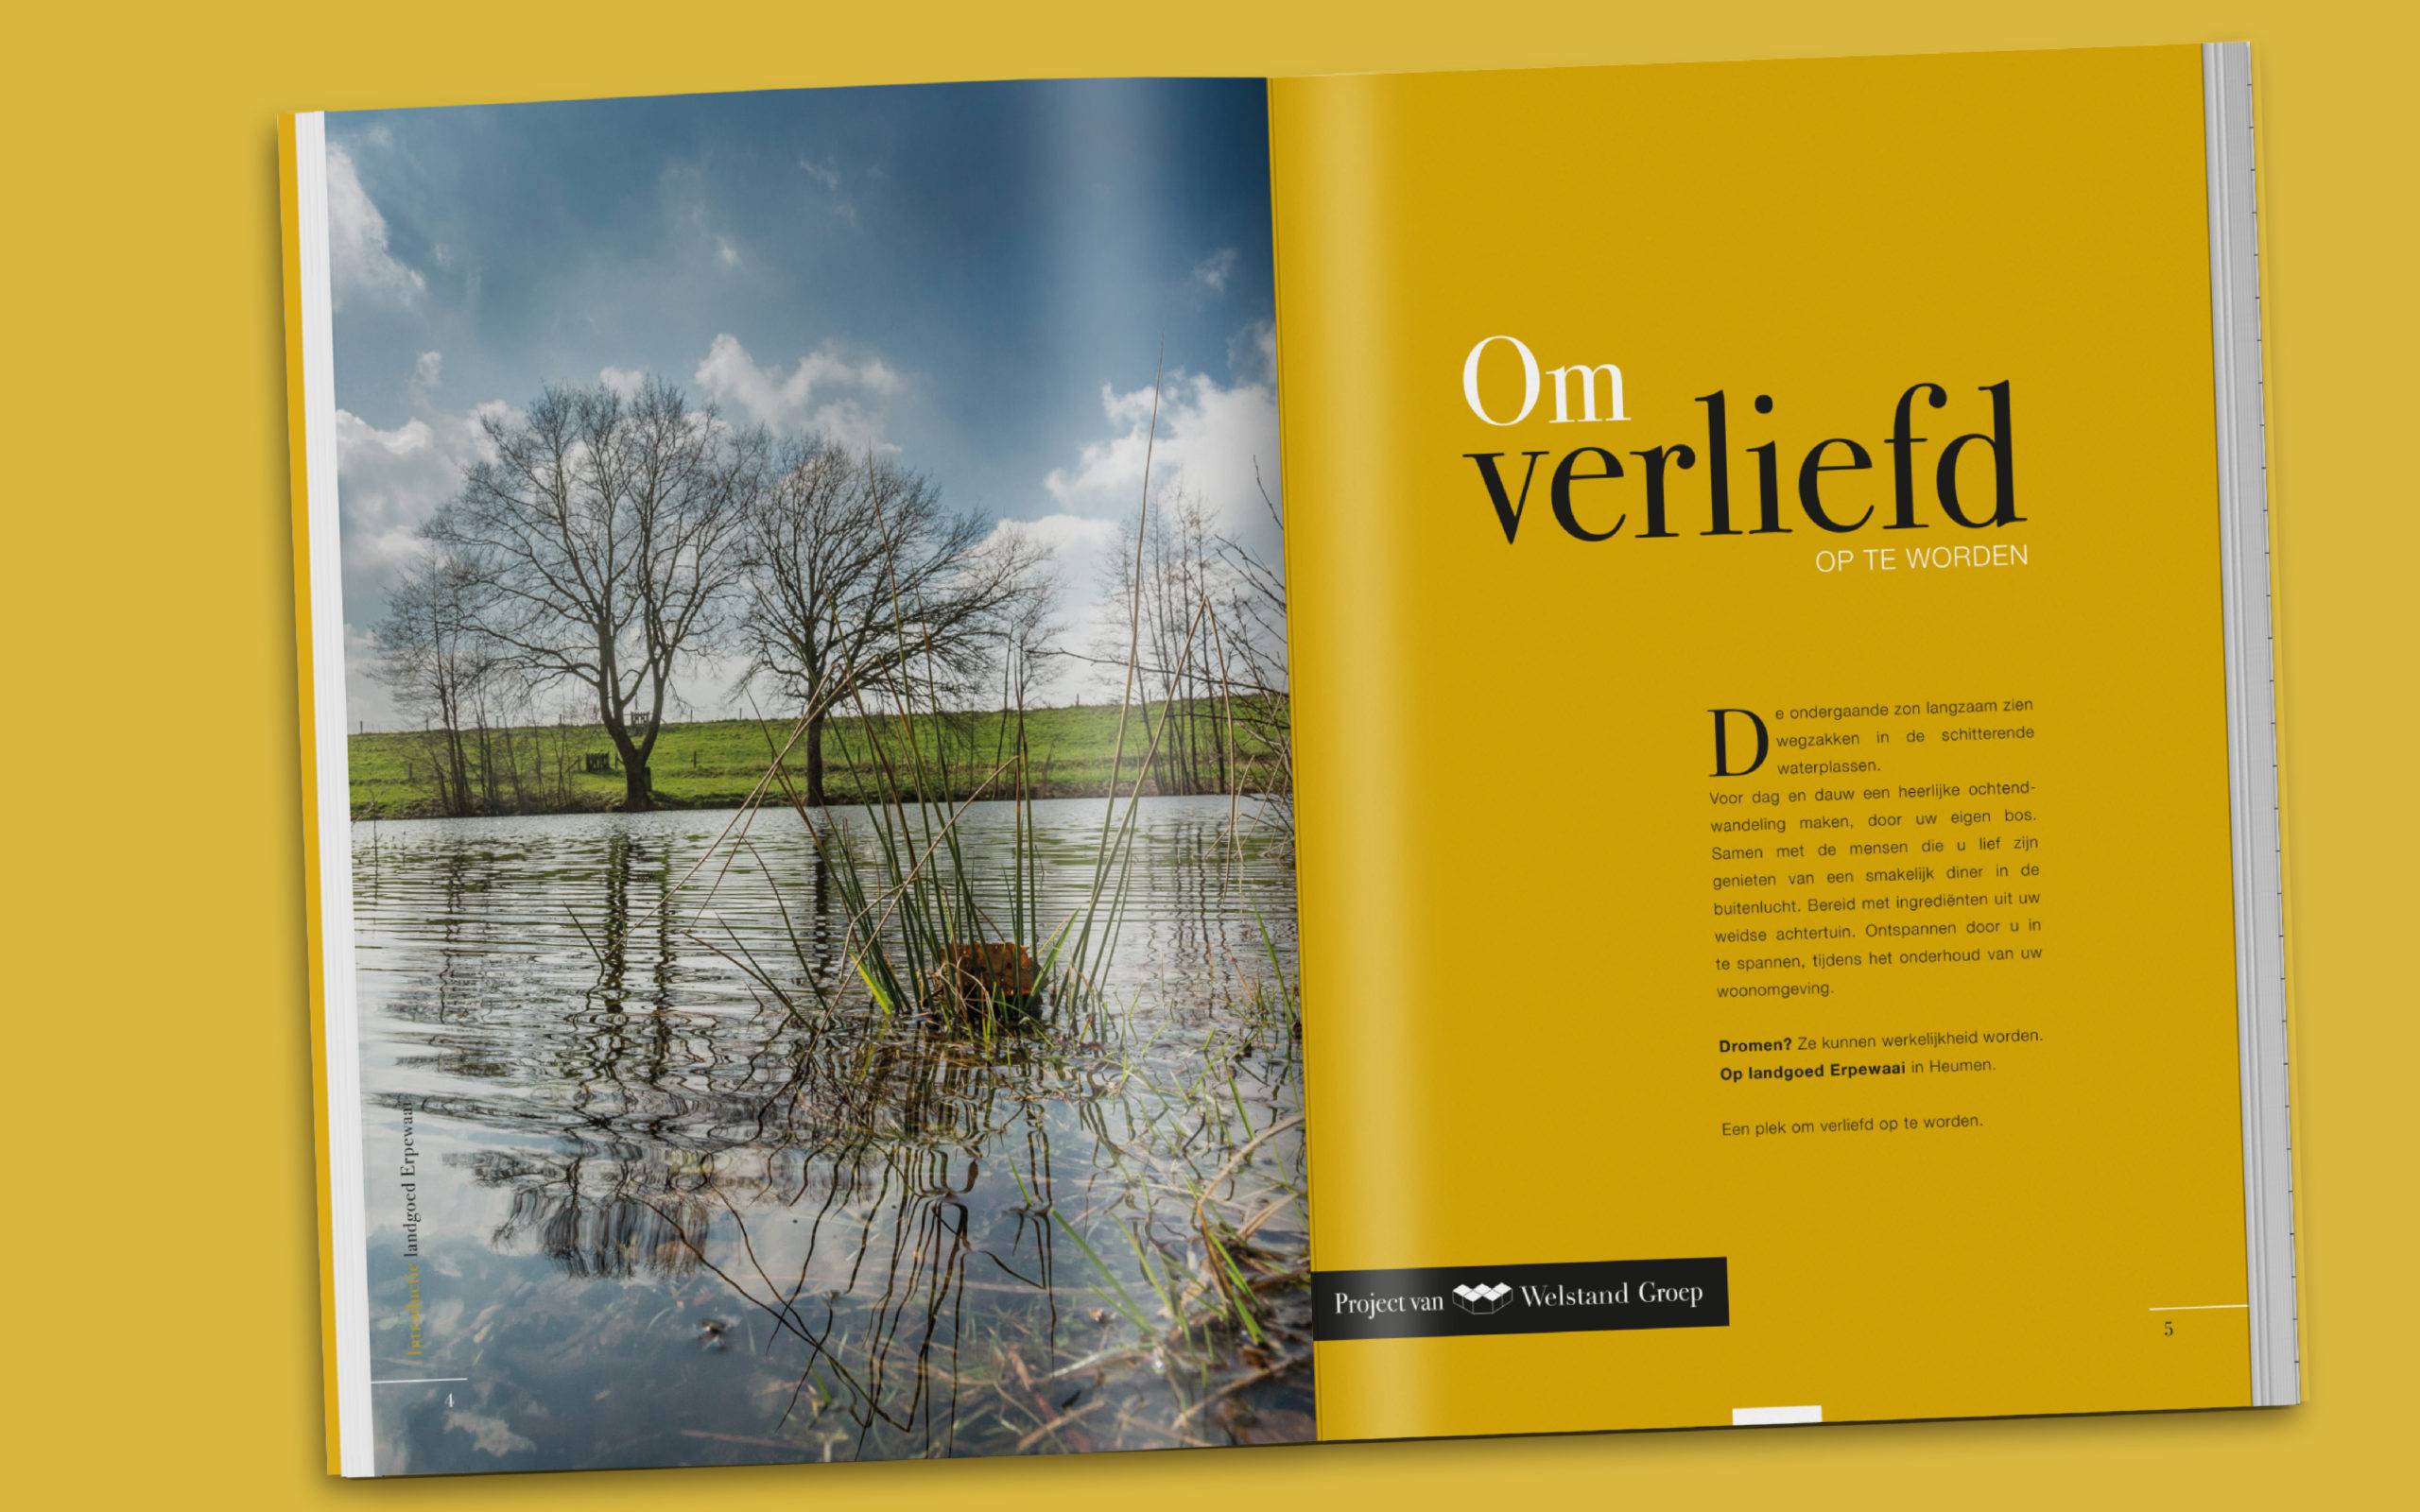 landgoed Erpewaai
4
Om
verliefd
OP TE WORDEN
De ondergaande zon langzaam zien
wegzakken in de schitterende
waterplassen.
Voor dag en dauw een heerlijke ochtend-
wandeling maken, door uw eigen bos.
Samen met de mensen die u lief zijn
genieten van een smakelijk diner in de
buitenlucht. Bereid met ingrediënten uit uw
weidse achtertuin. Ontspannen door u in
te spannen, tijdens het onderhoud van uw
woonomgeving.
Dromen? Ze kunnen werkelijkheid worden.
Op landgoed Erpewaai in Heumen.
Een plek om verliefd op te worden.
Project van Welstand Groep
5